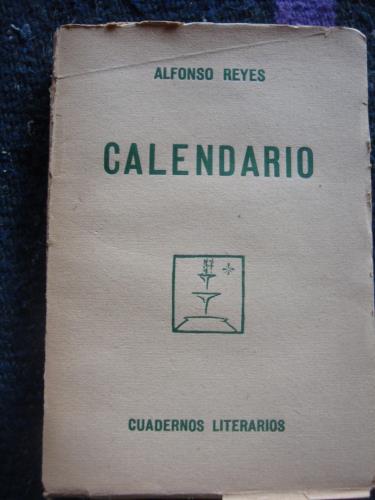 ALFONSO REYES
CALENDARIO
CUADERNOS LITERARIOS